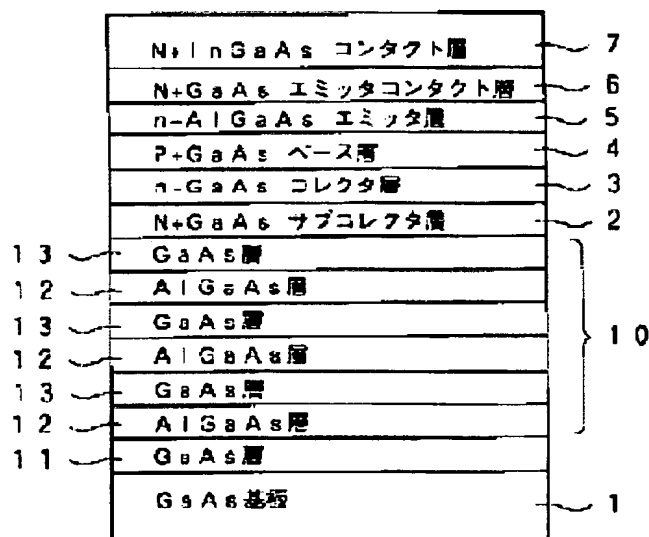 N+InGaAs コンタクト層 7
N+GaAs エミッタコンタクト層 6
n-AlGaAs エミッタ層 5
P+GaAs ベース層 4
n-GaAs コレクタ層 3
N+GaAs サブコレクタ層 2
13 GaAs層
12 AlGaAs層
13 GaAs層 10
12 AlGaAs層
13 GaAs層
12 AlGaAs層
11 GaAs層
GaAs基板 1